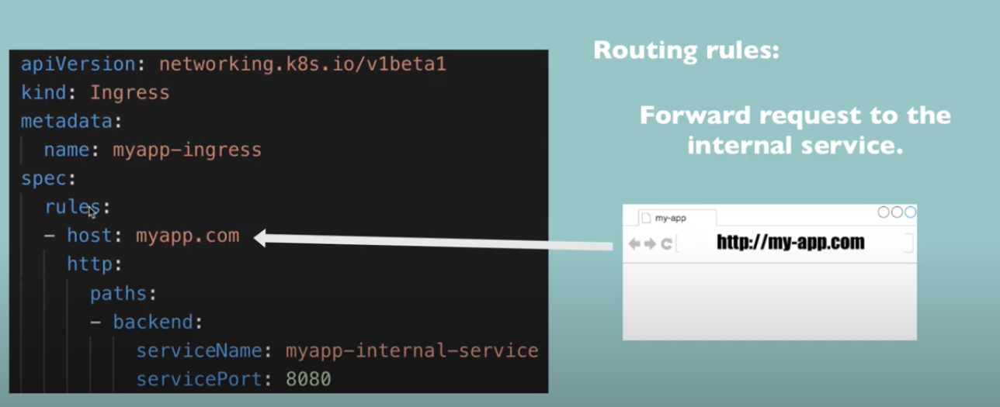 apiVersion: networking.k8s.io/v1beta1
kind: Ingress
metadata:
  name: myapp-ingress
spec:
  rules:
  - host: myapp.com
    http:
      paths:
      - backend:
          serviceName: myapp-internal-service
          servicePort: 8080
Routing rules:
Forward request to the
internal service.
my-app
http://my-app.com